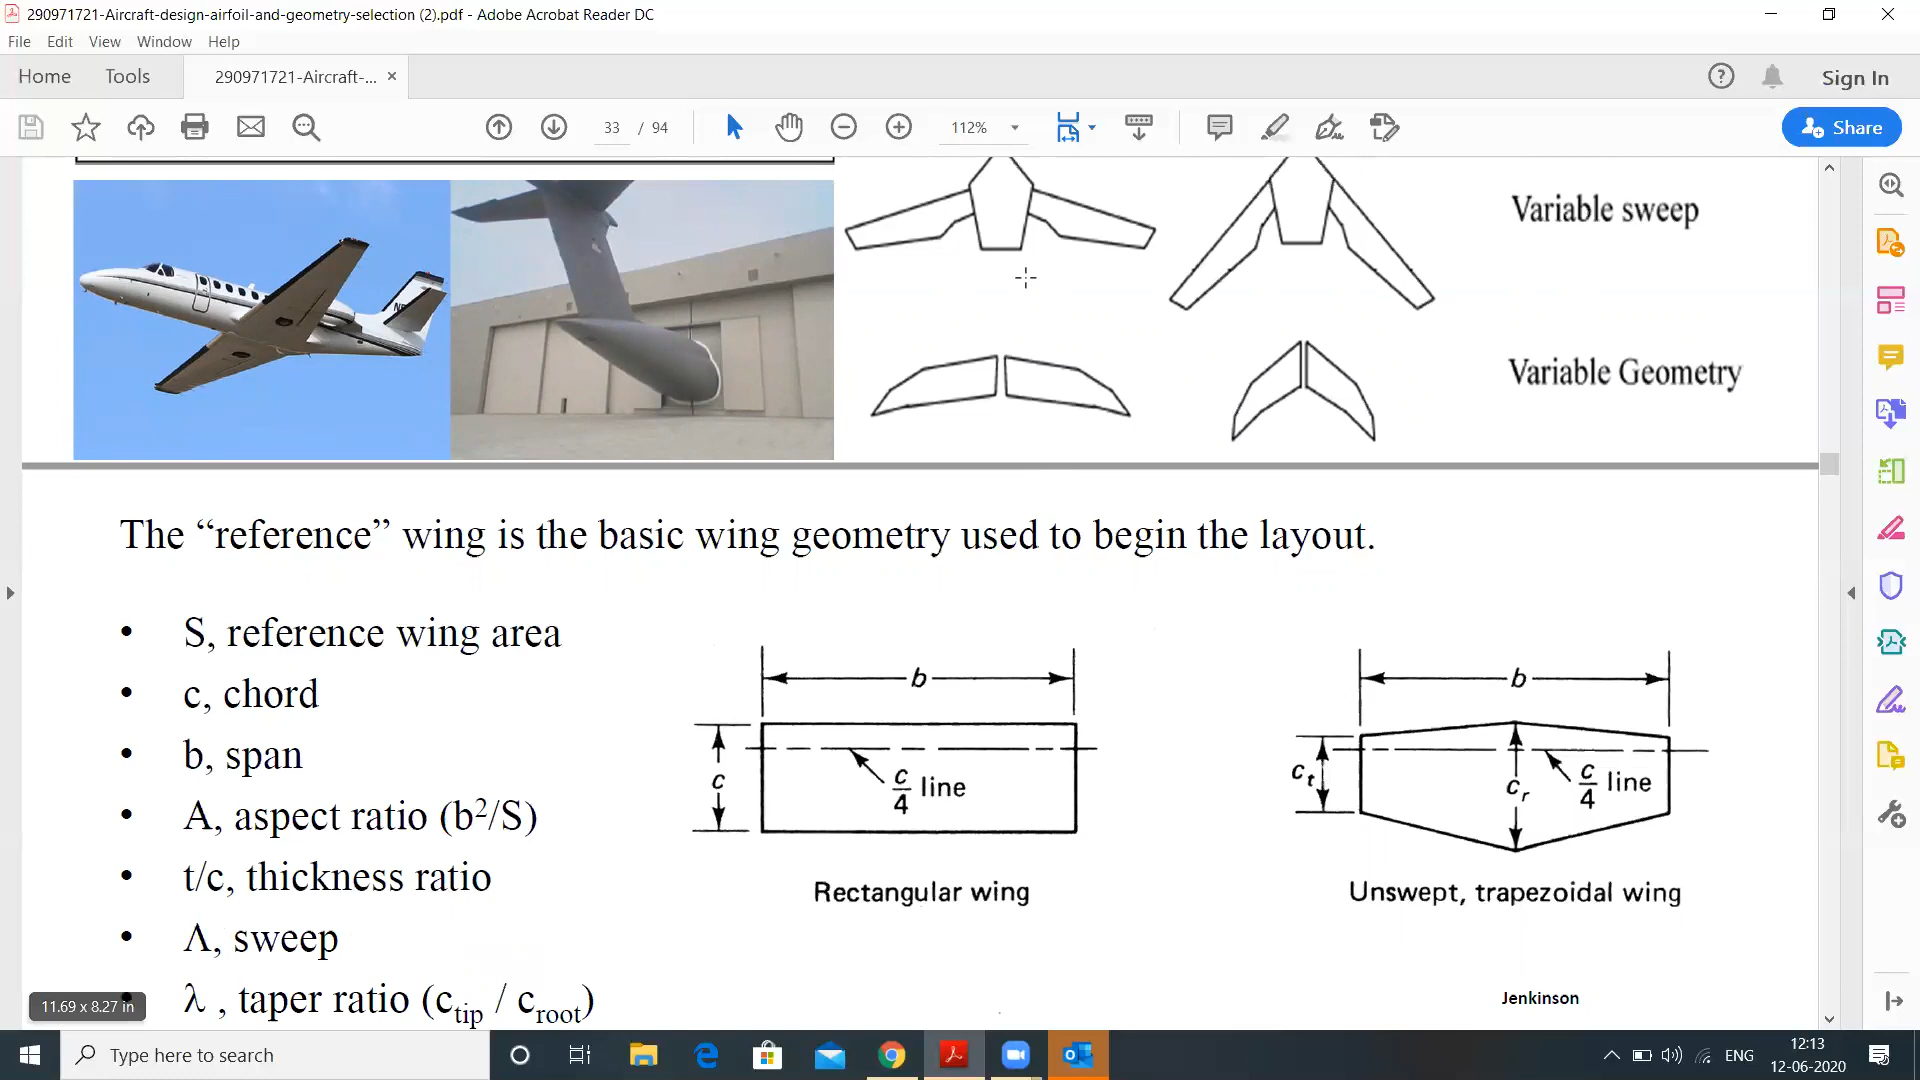 290971721-Aircraft-design-airfoil-and-geometry-selection (2).pdf - Adobe Acrobat Reader DC
File Edit View Window Help
Home Tools 290971721-Aircraft-... × Sign In
33 / 94 112% Share
Variable sweep
Variable Geometry
The “reference” wing is the basic wing geometry used to begin the layout.
• S, reference wing area
• c, chord
• b, span
• A, aspect ratio (b²/S)
• t/c, thickness ratio
• Λ, sweep
λ , taper ratio (c_tip / c_root)
b
c
c/4 line
Rectangular wing
b
c_t
c_r
c/4 line
Unswept, trapezoidal wing
Jenkinson
11.69 x 8.27 in
Type here to search
ENG
12:13
12-06-2020